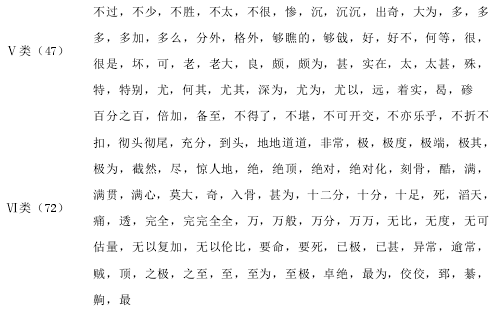 不过，不少，不胜，不太，不很，惨，沉，沉沉，出奇，大为，多，多
多，多加，多么，分外，格外，够瞧的，够戗，好，好不，何等，很，
Ⅴ类（47）
很是，坏，可，老，老大，良，颇，颇为，甚，实在，太，太甚，殊，
特，特别，尤，何其，尤其，深为，尤为，尤以，远，着实，曷，碜
百分之百，倍加，备至，不得了，不堪，不可开交，不亦乐乎，不折不
扣，彻头彻尾，充分，到头，地地道道，非常，极，极度，极端，极其，
极为，截然，尽，惊人地，绝，绝顶，绝对，绝对化，刻骨，酷，满，
满贯，满心，莫大，奇，入骨，甚为，十二分，十分，十足，死，滔天，
Ⅵ类（72）
痛，透，完全，完完全全，万，万般，万分，万万，无比，无度，无可
估量，无以复加，无以伦比，要命，要死，已极，已甚，异常，逾常，
贼，顶，之极，之至，至，至为，至极，卓绝，最为，佼佼，郅，綦，
齁，最